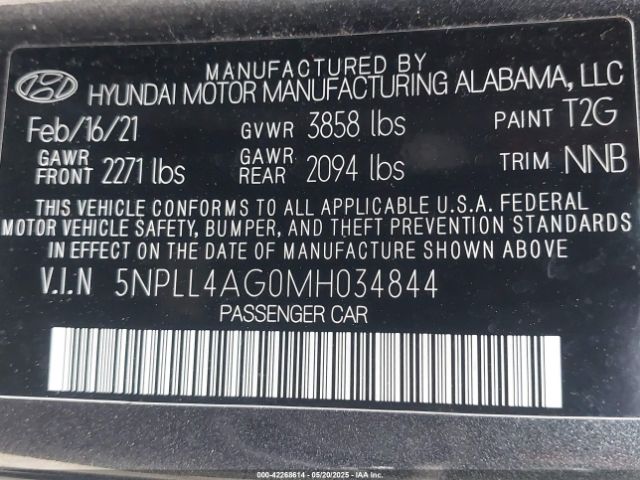 MANUFACTURED BY
HYUNDAI MOTOR MANUFACTURING ALABAMA, LLC
Feb/16/21 GVWR 3858 lbs PAINT T2G
GAWR FRONT 2271 lbs GAWR REAR 2094 lbs TRIM NNB
THIS VEHICLE CONFORMS TO ALL APPLICABLE U.S.A. FEDERAL
MOTOR VEHICLE SAFETY, BUMPER, AND THEFT PREVENTION STANDARDS
IN EFFECT ON THE DATE OF MANUFACTURE SHOWN ABOVE
V.I.N 5NPLL4AG0MH034844
PASSENGER CAR
000-42268614 - 05/20/2025 - IAA, Inc.